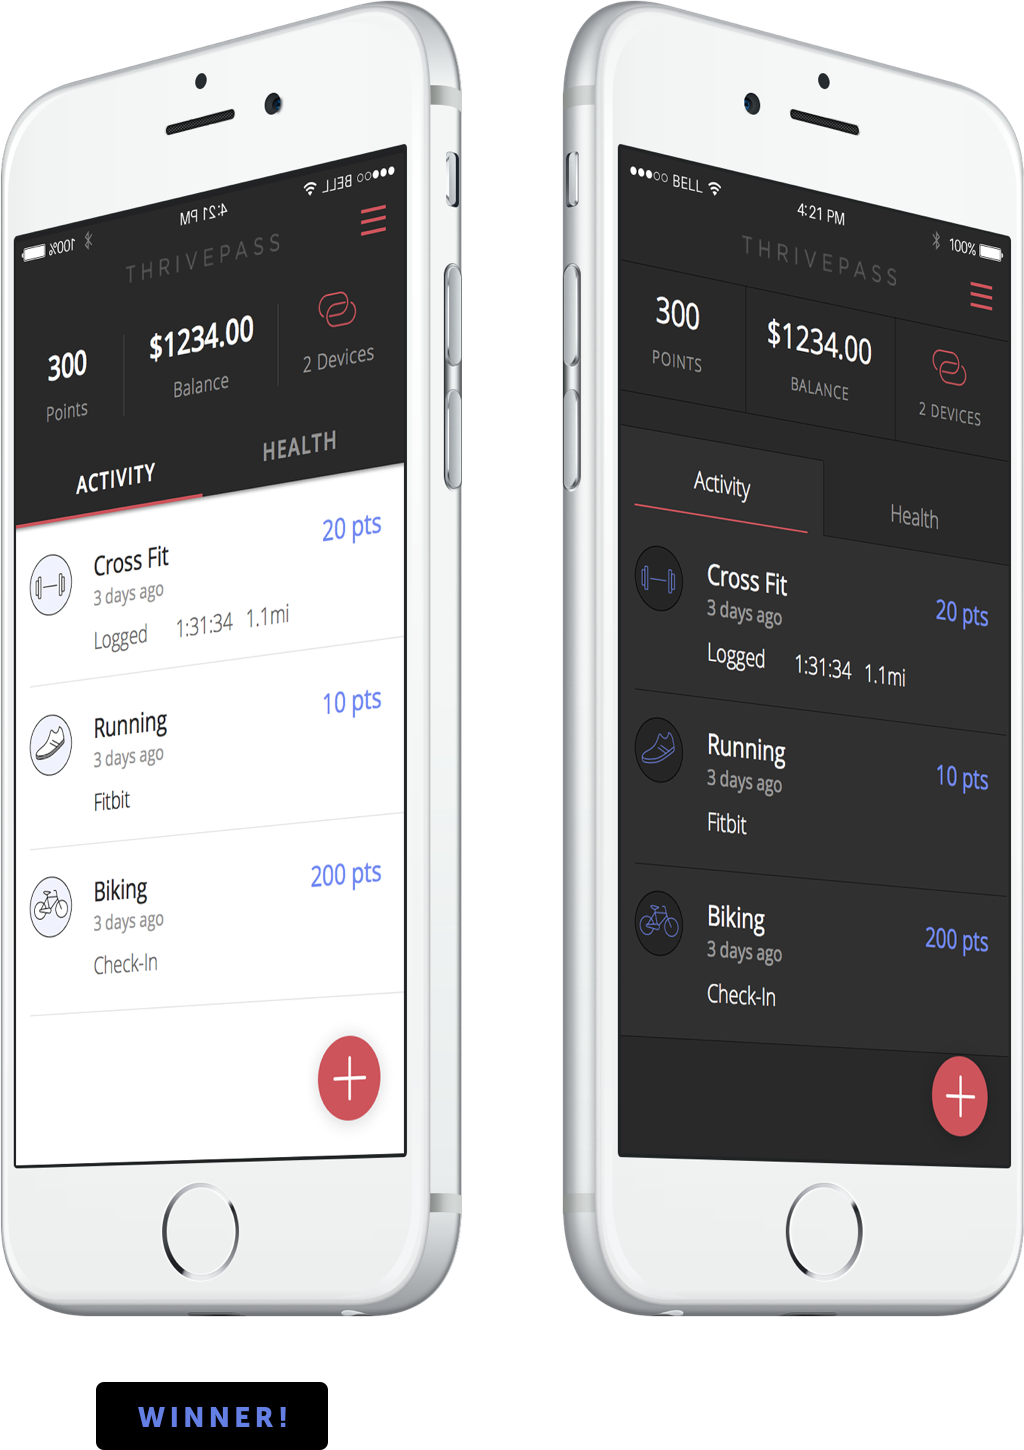 BELL 4:21 PM 100%
THRIVEPASS
300 $1234.00
Points Balance 2 Devices
ACTIVITY HEALTH
Cross Fit 20 pts
3 days ago
Logged 1:31:34 1.1mi
Running 10 pts
3 days ago
Fitbit
Biking 200 pts
3 days ago
Check-In
BELL 4:21 PM 100%
THRIVEPASS
300 $1234.00
POINTS BALANCE 2 DEVICES
Activity Health
Cross Fit 20 pts
3 days ago
Logged 1:31:34 1.1mi
Running 10 pts
3 days ago
Fitbit
Biking 200 pts
3 days ago
Check-In
WINNER!